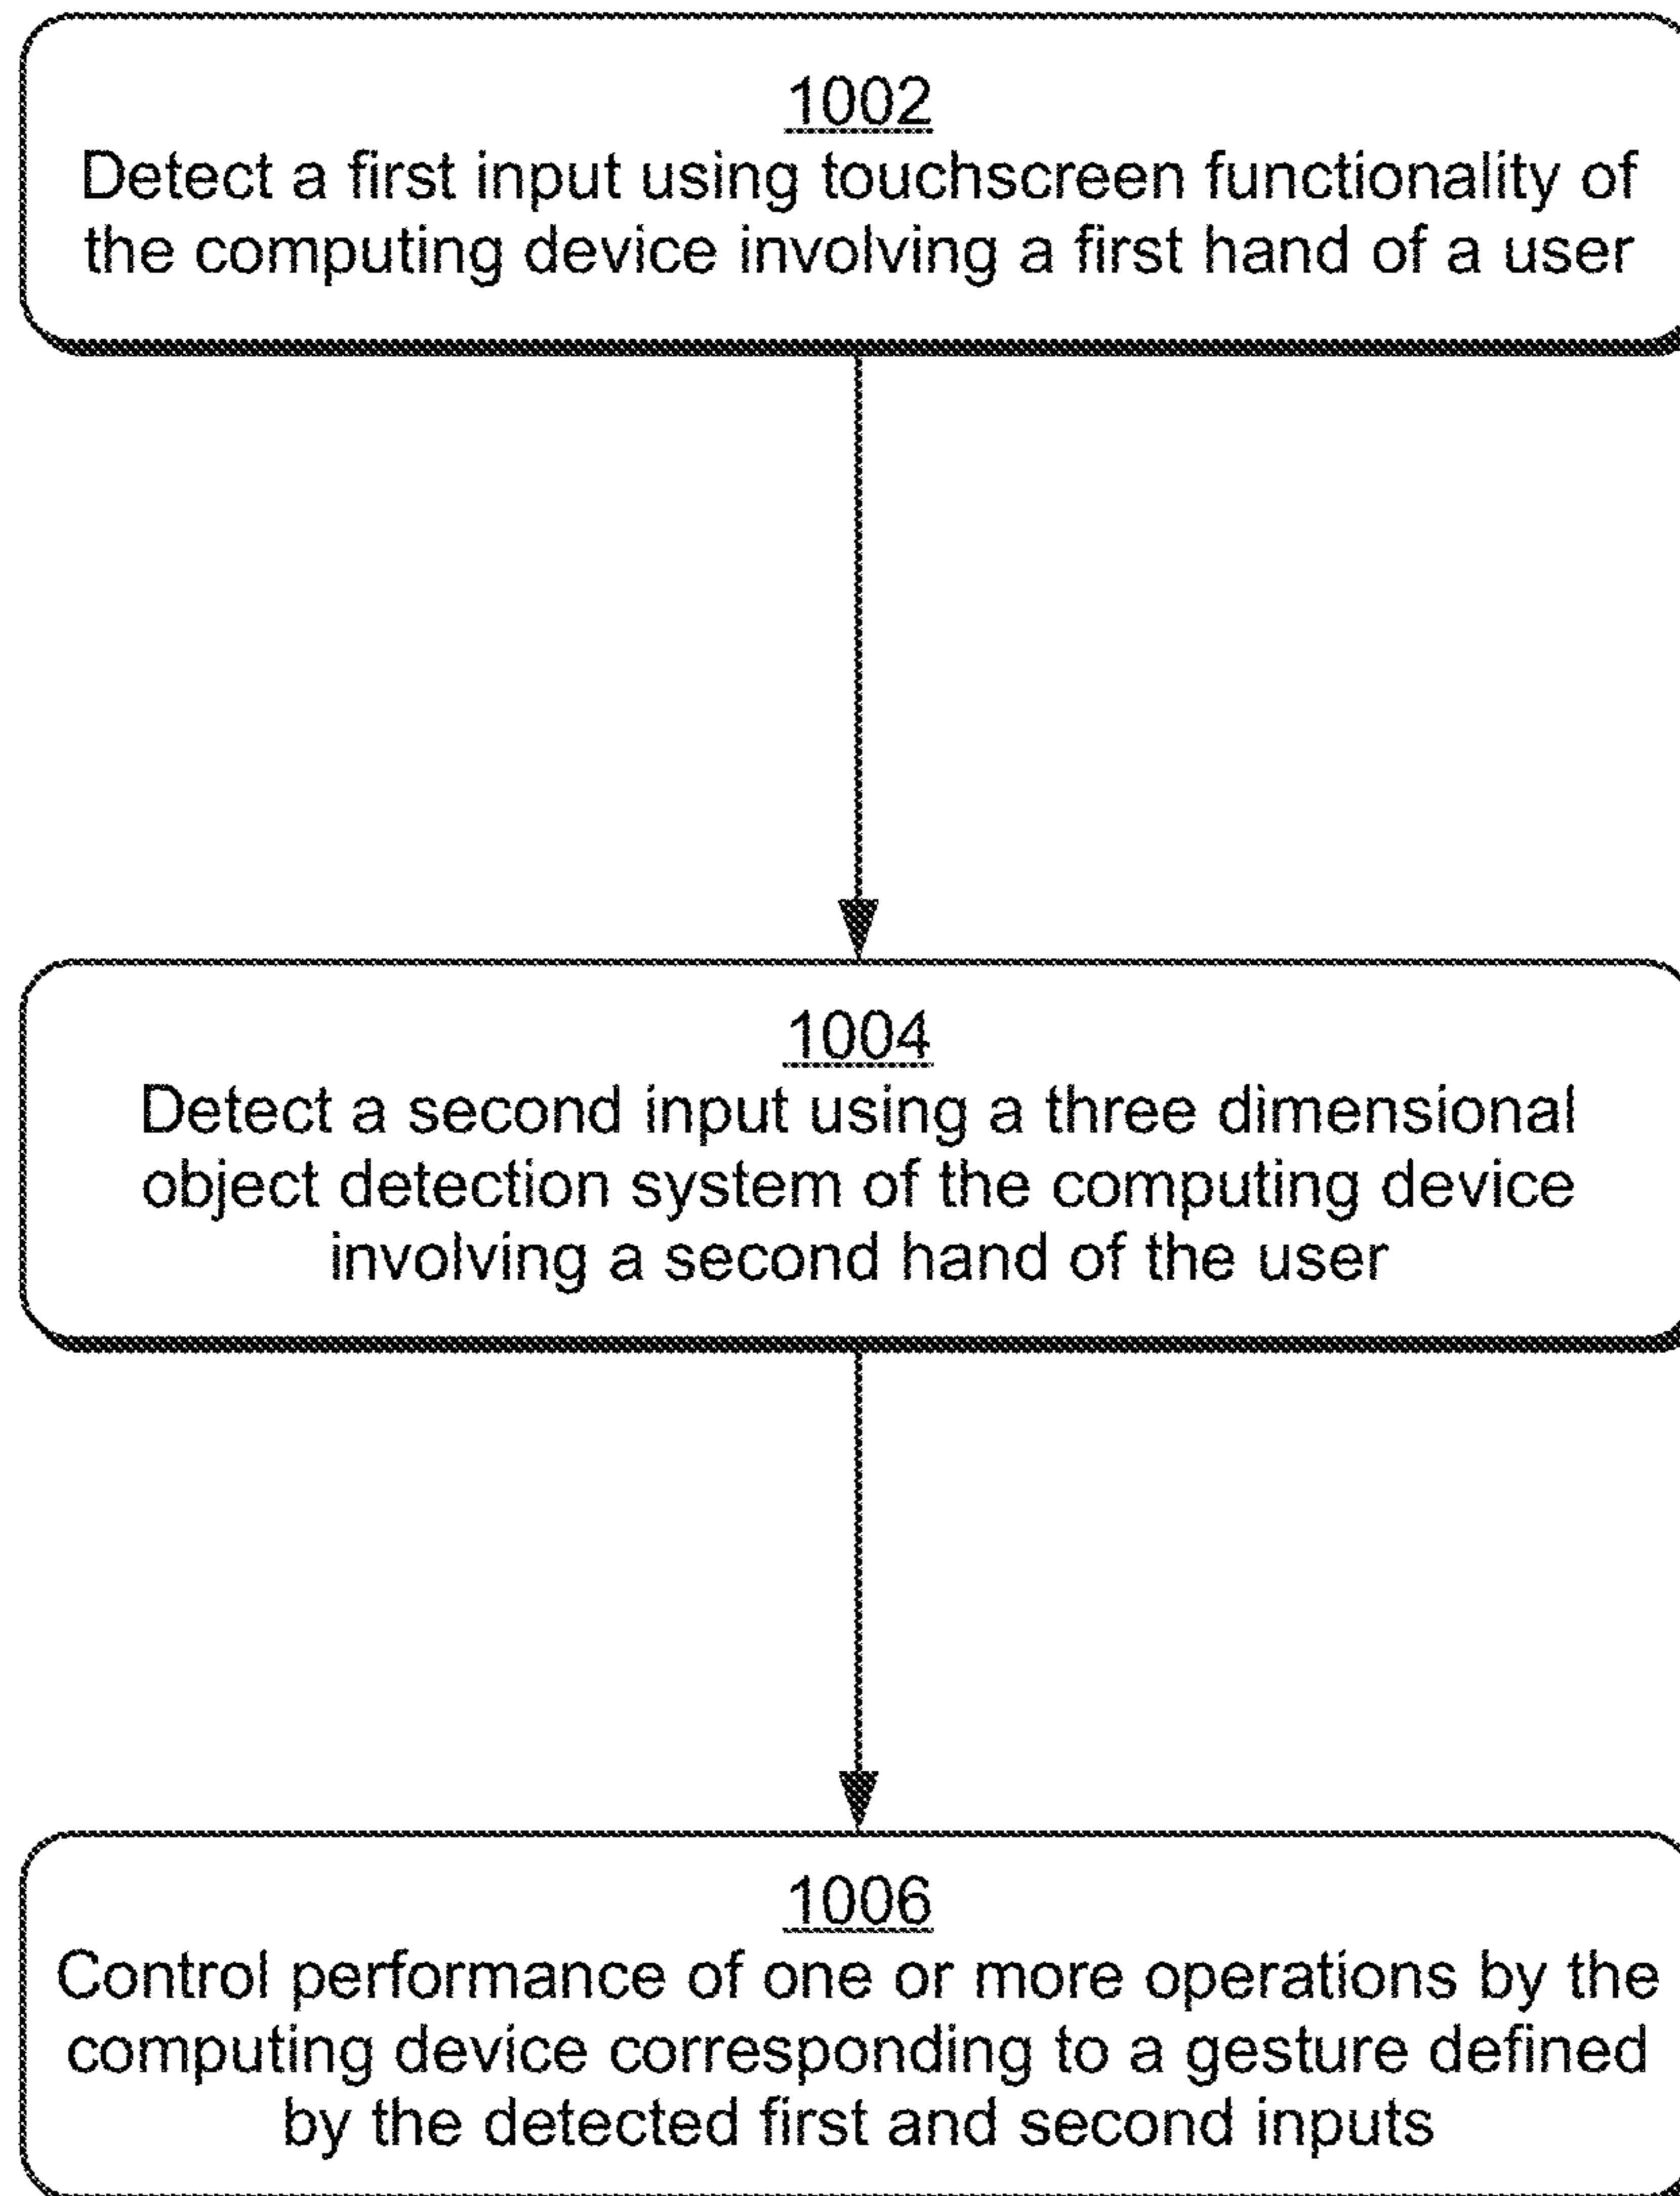 1002
Detect a first input using touchscreen functionality of
the computing device involving a first hand of a user
1004
Detect a second input using a three dimensional
object detection system of the computing device
involving a second hand of the user
1006
Control performance of one or more operations by the
computing device corresponding to a gesture defined
by the detected first and second inputs